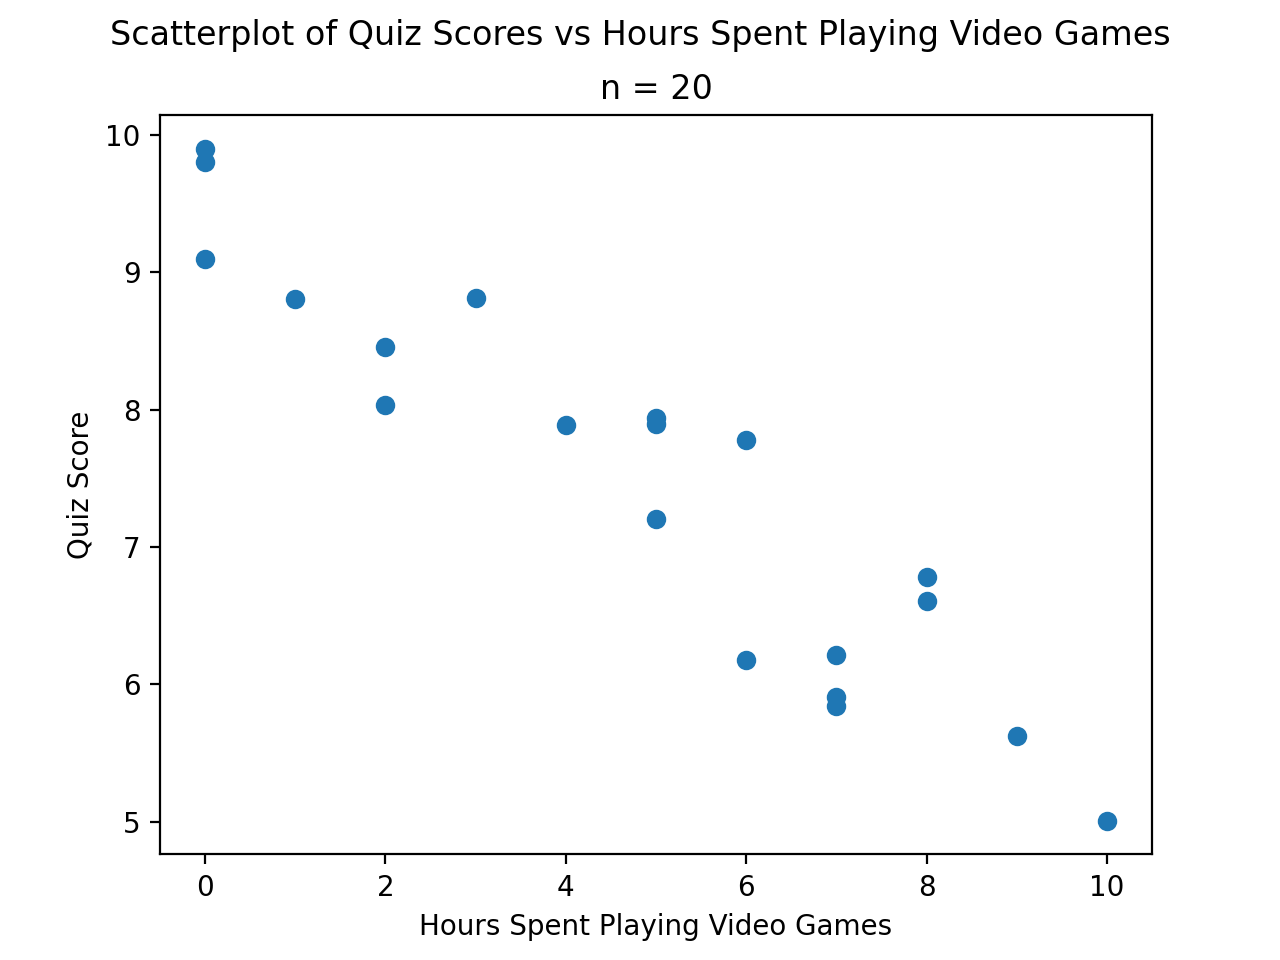 Scatterplot of Quiz Scores vs Hours Spent Playing Video Games
n = 20
10
9
8
7
6
5
Quiz Score
0 2 4 6 8 10
Hours Spent Playing Video Games